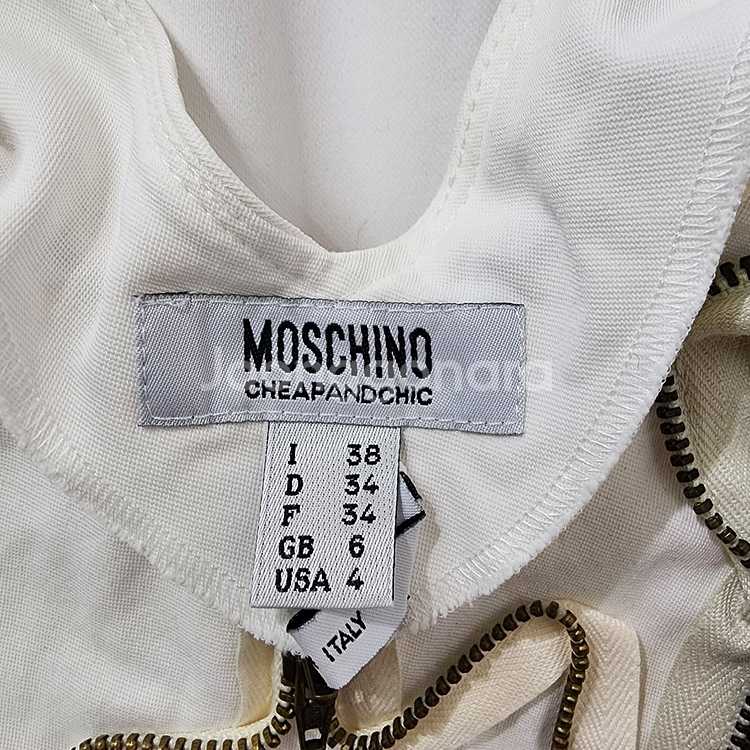 MOSCHINO
CHEAPANDCHIC
I 38
D 34
F 34
GB 6
USA 4
ITALY